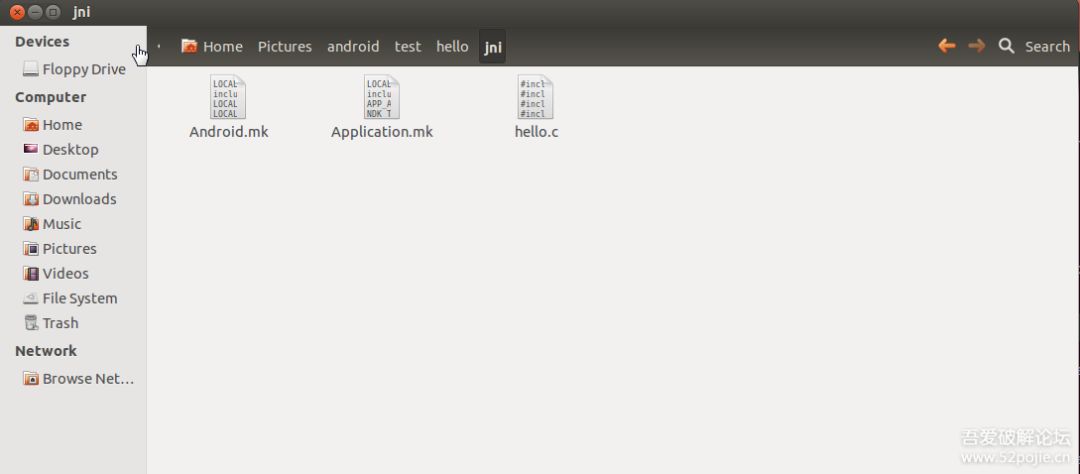 jni
Devices
Floppy Drive
Computer
Home
Desktop
Documents
Downloads
Music
Pictures
Videos
File System
Trash
Network
Browse Net...
Home Pictures android test hello jni
Search
LOCAL
inclu
LOCAL
LOCAL
Android.mk
LOCAL
inclu
APP_A
NDK_T
Application.mk
#incl
#incl
#incl
#incl
hello.c
吾爱破解论坛
www.52pojie.cn